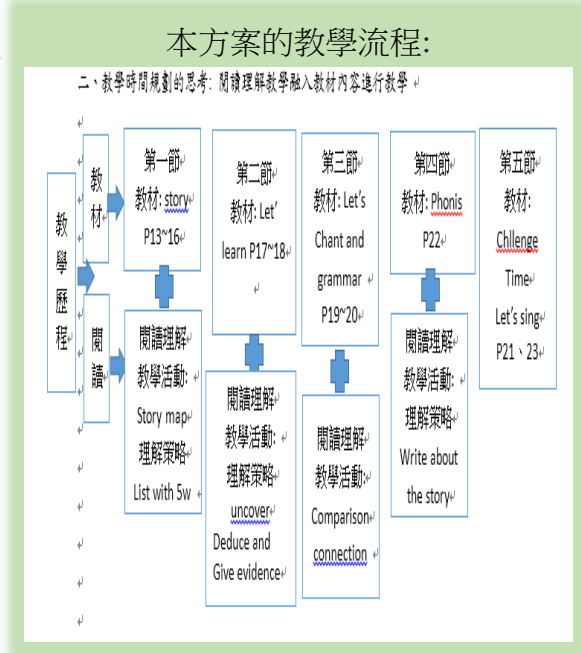 本方案的教學流程:
二、教學時間規劃的思考: 閱讀理解教學融入教材內容進行教學
教
學
歷
程
教
材
閱
讀
第一節
教材: story
P13~16
閱讀理解
教學活動:
Story map
理解策略
List with 5w
第二節
教材: Let'
learn P17~18
閱讀理解
教學活動:
理解策略
uncover
Deduce and
Give evidence
第三節
教材: Let's
Chant and
grammar
P19~20
閱讀理解
教學活動:
Comparison
connection
第四節
教材: Phonis
P22
閱讀理解
教學活動:
理解策略
Write about
the story
第五節
教材:
Chllenge
Time
Let's sing
P21、23